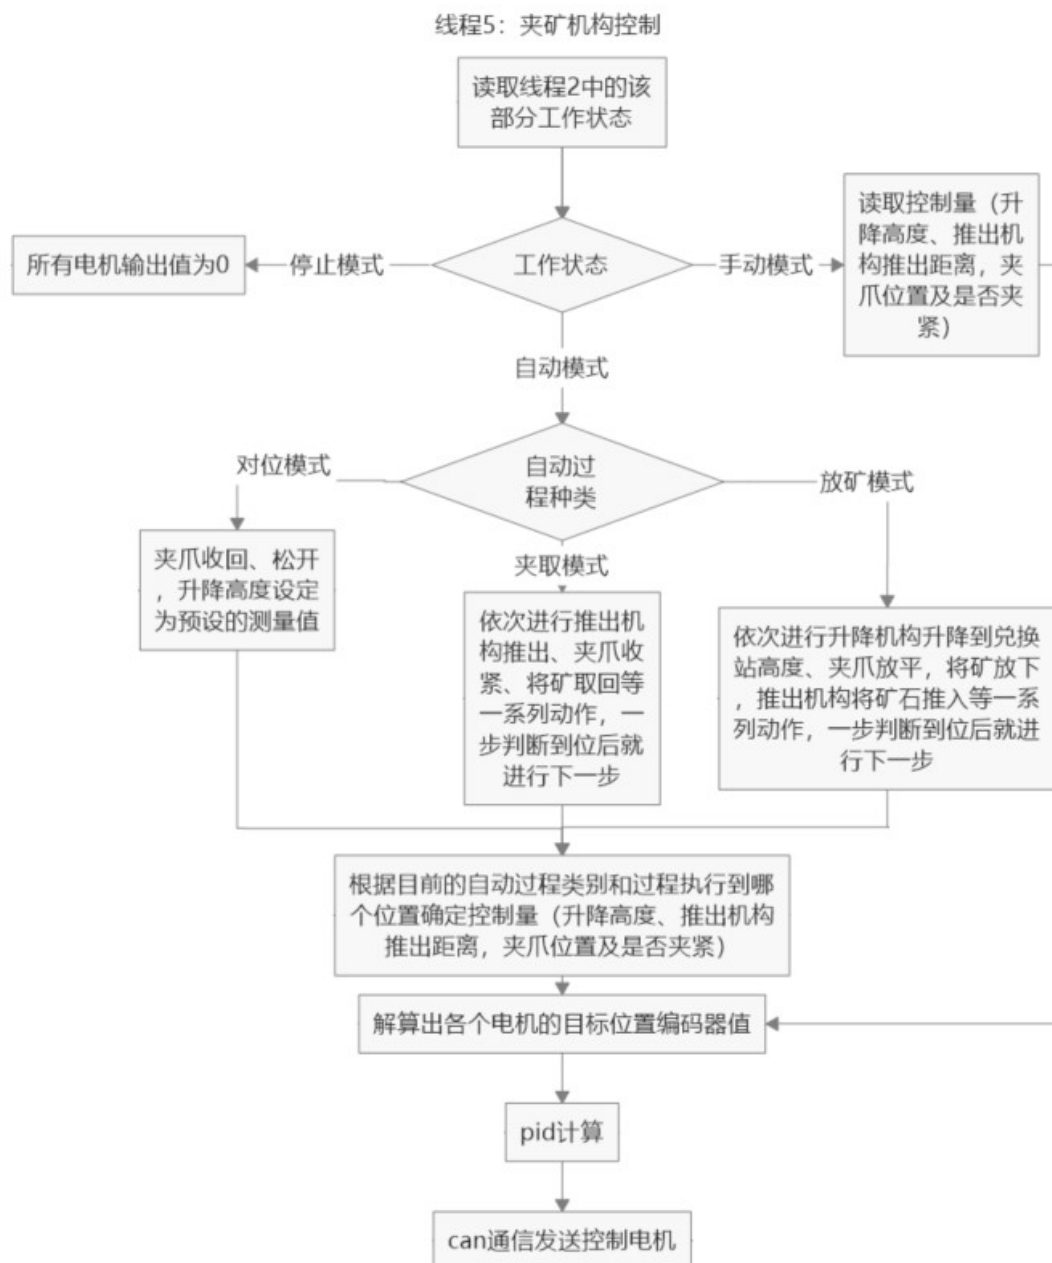 线程5：夹矿机构控制
读取线程2中的该
部分工作状态
所有电机输出值为0
停止模式
工作状态
手动模式
读取控制量（升
降高度、推出机
构推出距离，夹
爪位置及是否夹
紧）
自动模式
对位模式
自动过
程种类
放矿模式
夹爪收回、松开
，升降高度设定
为预设的测量值
夹取模式
依次进行推出机
构推出、夹爪收
紧、将矿取回等
一系列动作，一
步判断到位后就
进行下一步
依次进行升降机构升降到兑换
站高度、夹爪放平，将矿放下
，推出机构将矿石推入等一系
列动作，一步判断到位后就进
行下一步
根据目前的自动过程类别和过程执行到哪
个位置确定控制量（升降高度、推出机构
推出距离，夹爪位置及是否夹紧）
解算出各个电机的目标位置编码器值
pid计算
can通信发送控制电机